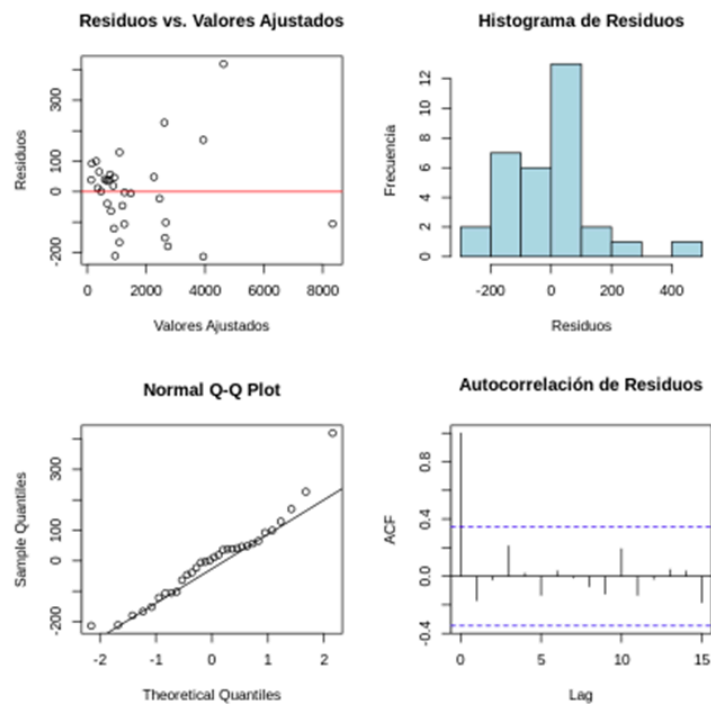 Residuos vs. Valores Ajustados
Residuos
300
100
0
-200
0 2000 4000 6000 8000
Valores Ajustados
Histograma de Residuos
Frecuencia
12
8
6
4
2
0
-200 0 200 400
Residuos
Normal Q-Q Plot
Sample Quantiles
300
100
0
-200
-2 -1 0 1 2
Theoretical Quantiles
Autocorrelación de Residuos
ACF
0.8
0.4
0.0
-0.4
0 5 10 15
Lag